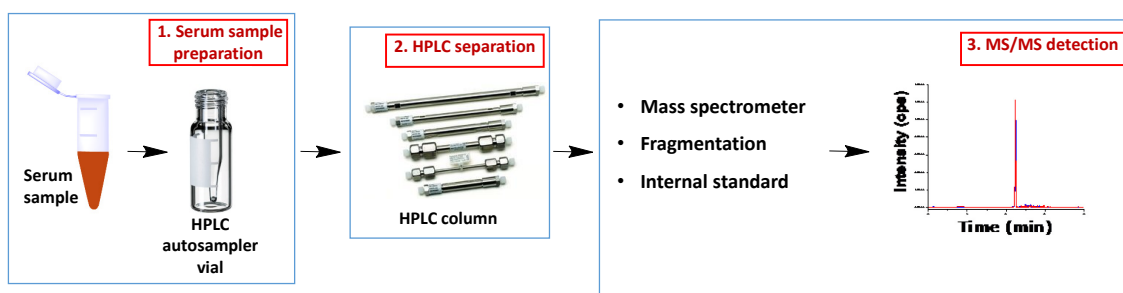 1. Serum sample
preparation
Serum
sample
HPLC
autosampler
vial
2. HPLC separation
HPLC column
3. MS/MS detection
• Mass spectrometer
• Fragmentation
• Internal standard
Intensity (cps)
Time (min)